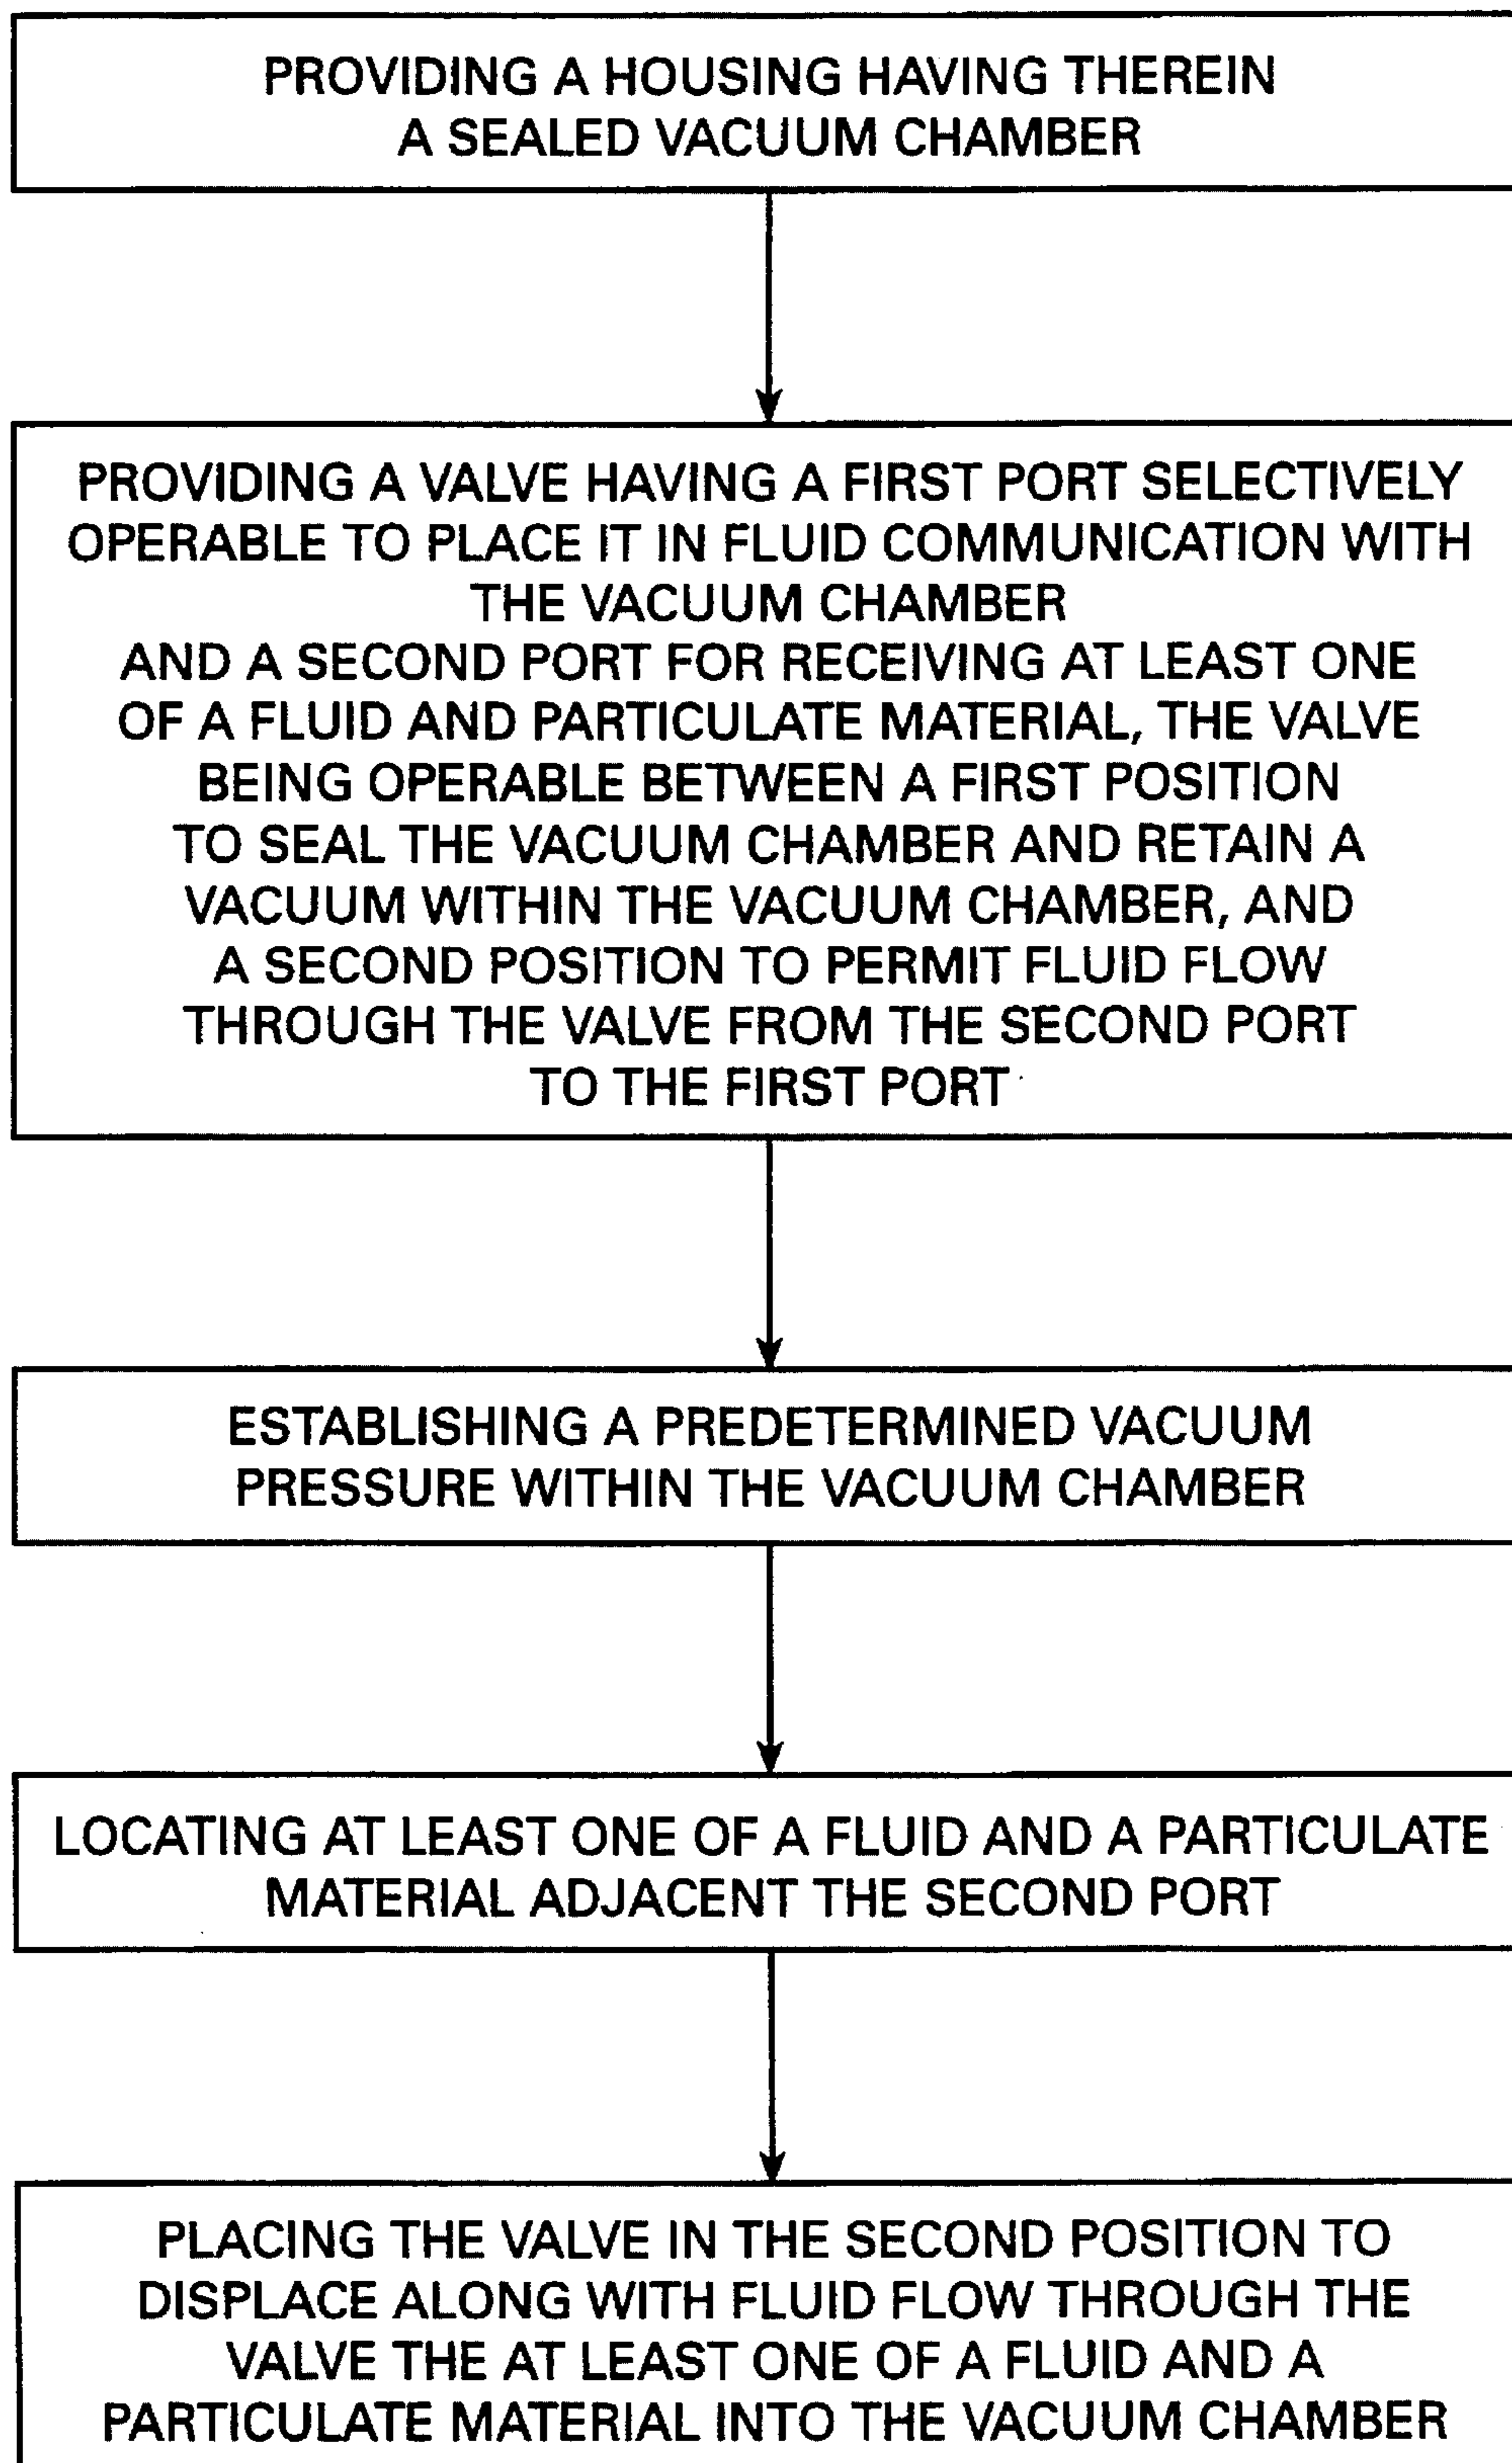 PROVIDING A HOUSING HAVING THEREIN
A SEALED VACUUM CHAMBER
PROVIDING A VALVE HAVING A FIRST PORT SELECTIVELY
OPERABLE TO PLACE IT IN FLUID COMMUNICATION WITH
THE VACUUM CHAMBER
AND A SECOND PORT FOR RECEIVING AT LEAST ONE
OF A FLUID AND PARTICULATE MATERIAL, THE VALVE
BEING OPERABLE BETWEEN A FIRST POSITION
TO SEAL THE VACUUM CHAMBER AND RETAIN A
VACUUM WITHIN THE VACUUM CHAMBER, AND
A SECOND POSITION TO PERMIT FLUID FLOW
THROUGH THE VALVE FROM THE SECOND PORT
TO THE FIRST PORT
ESTABLISHING A PREDETERMINED VACUUM
PRESSURE WITHIN THE VACUUM CHAMBER
LOCATING AT LEAST ONE OF A FLUID AND A PARTICULATE
MATERIAL ADJACENT THE SECOND PORT
PLACING THE VALVE IN THE SECOND POSITION TO
DISPLACE ALONG WITH FLUID FLOW THROUGH THE
VALVE THE AT LEAST ONE OF A FLUID AND A
PARTICULATE MATERIAL INTO THE VACUUM CHAMBER